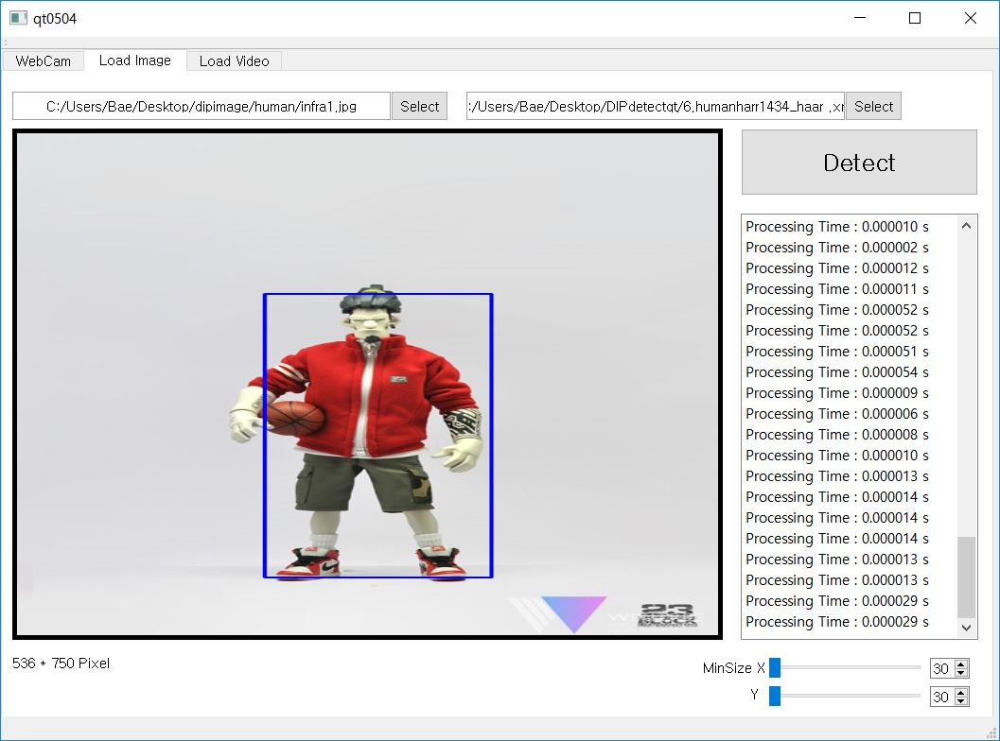 qt0504
WebCam Load Image Load Video
C:/Users/Bae/Desktop/dipimage/human/infra1.jpg Select :/Users/Bae/Desktop/DIPdetectqt/6.humanharr1434_haar .xr Select
Detect
Processing Time : 0.000010 s
Processing Time : 0.000002 s
Processing Time : 0.000012 s
Processing Time : 0.000011 s
Processing Time : 0.000052 s
Processing Time : 0.000052 s
Processing Time : 0.000051 s
Processing Time : 0.000054 s
Processing Time : 0.000009 s
Processing Time : 0.000006 s
Processing Time : 0.000008 s
Processing Time : 0.000010 s
Processing Time : 0.000013 s
Processing Time : 0.000014 s
Processing Time : 0.000014 s
Processing Time : 0.000014 s
Processing Time : 0.000013 s
Processing Time : 0.000013 s
Processing Time : 0.000029 s
Processing Time : 0.000029 s
23
536 * 750 Pixel
MinSize X 30
Y 30